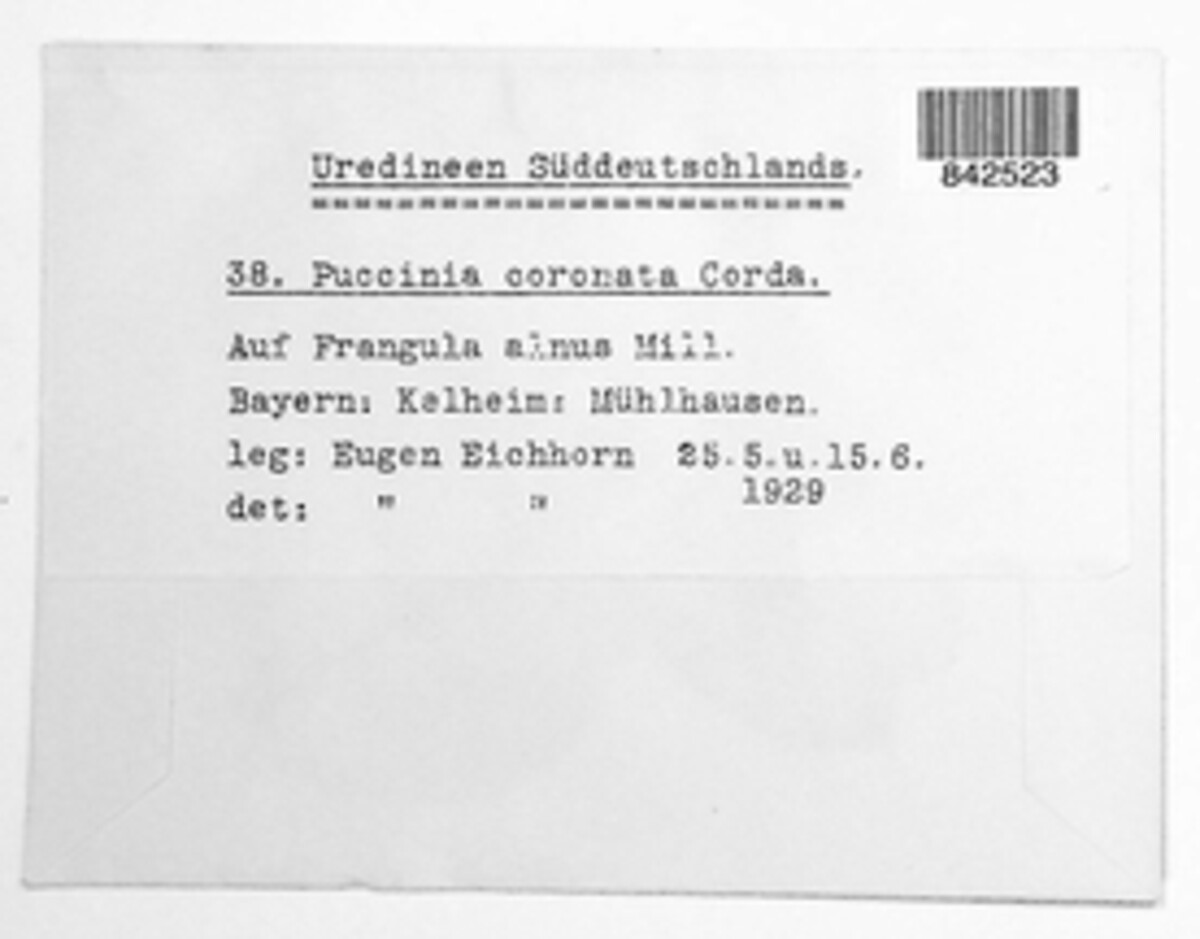 842523
Uredineen Süddeutschlands.
38. Puccinia coronata Corda.
Auf Frangula alnus Mill.
Bayern: Kelheim: Mühlhausen.
leg: Eugen Eichhorn 25.5.u.15.6.
1929
det: " "